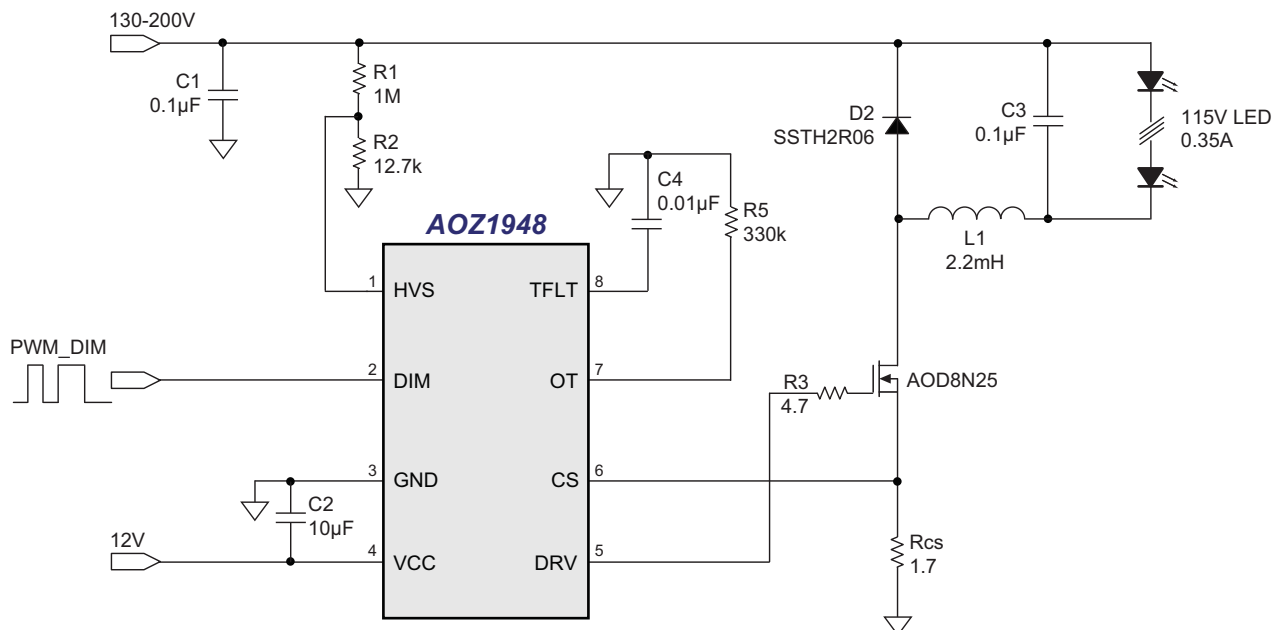 130-200V
C1
0.1µF
R1
1M
R2
12.7k
C4
0.01µF
R5
330k
D2
SSTH2R06
C3
0.1µF
115V LED
0.35A
L1
2.2mH
AOZ1948
1
HVS
TFLT
8
PWM_DIM
2
DIM
OT
7
R3
4.7
AOD8N25
3
GND
CS
6
C2
10µF
12V
4
VCC
DRV
5
Rcs
1.7